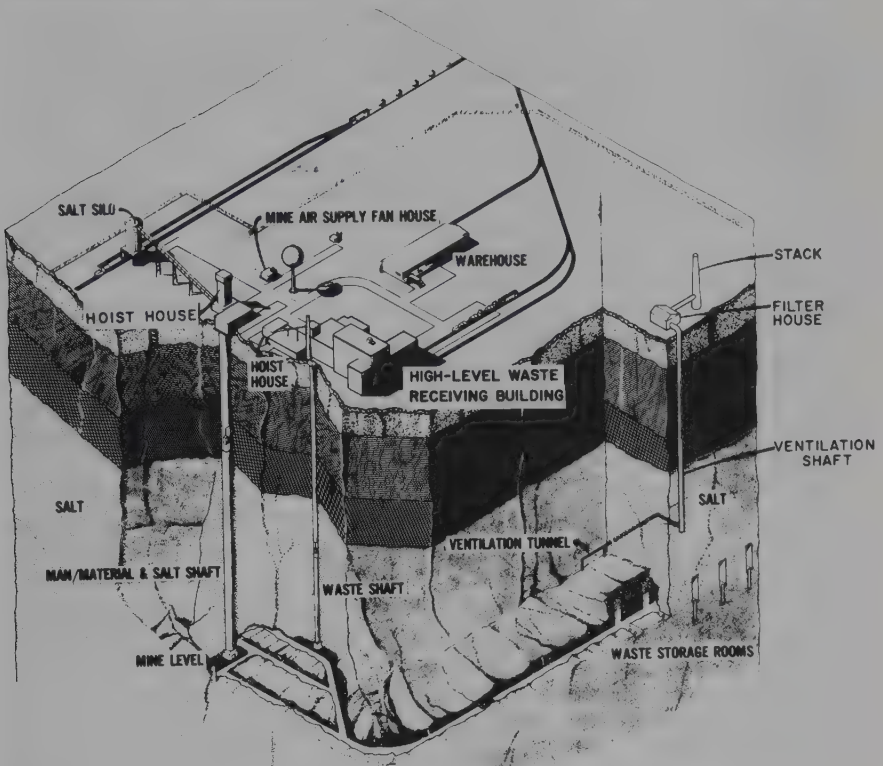 SALT SILO
MINE AIR SUPPLY FAN HOUSE
WAREHOUSE
STACK
FILTER
HOUSE
HOIST HOUSE
HOIST
HOUSE
HIGH-LEVEL WASTE
RECEIVING BUILDING
VENTILATION
SHAFT
SALT
SALT
VENTILATION TUNNEL
MAN/MATERIAL & SALT SHAFT
WASTE SHAFT
MINE LEVEL
WASTE STORAGE ROOMS